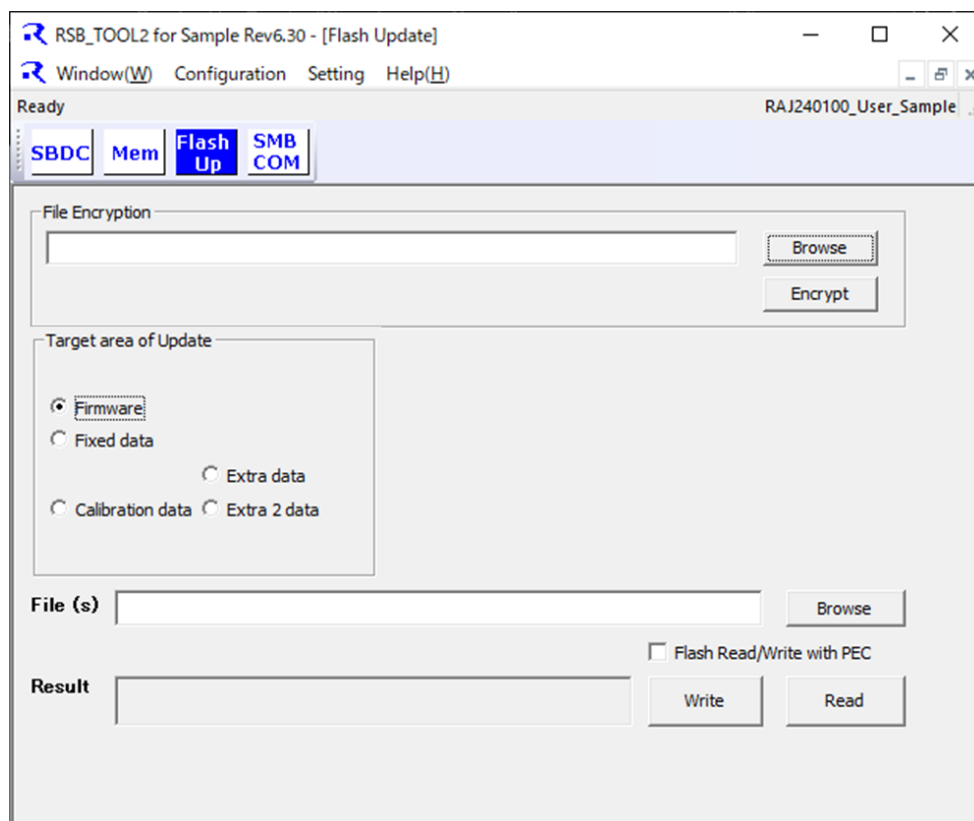 RSB_TOOL2 for Sample Rev6.30 - [Flash Update]
Window(W) Configuration Setting Help(H)
Ready RAJ240100_User_Sample
SBDC Mem Flash Up SMB COM
File Encryption
Browse
Encrypt
Target area of Update
Firmware
Fixed data
Extra data
Calibration data Extra 2 data
File (s) Browse
Flash Read/Write with PEC
Result Write Read